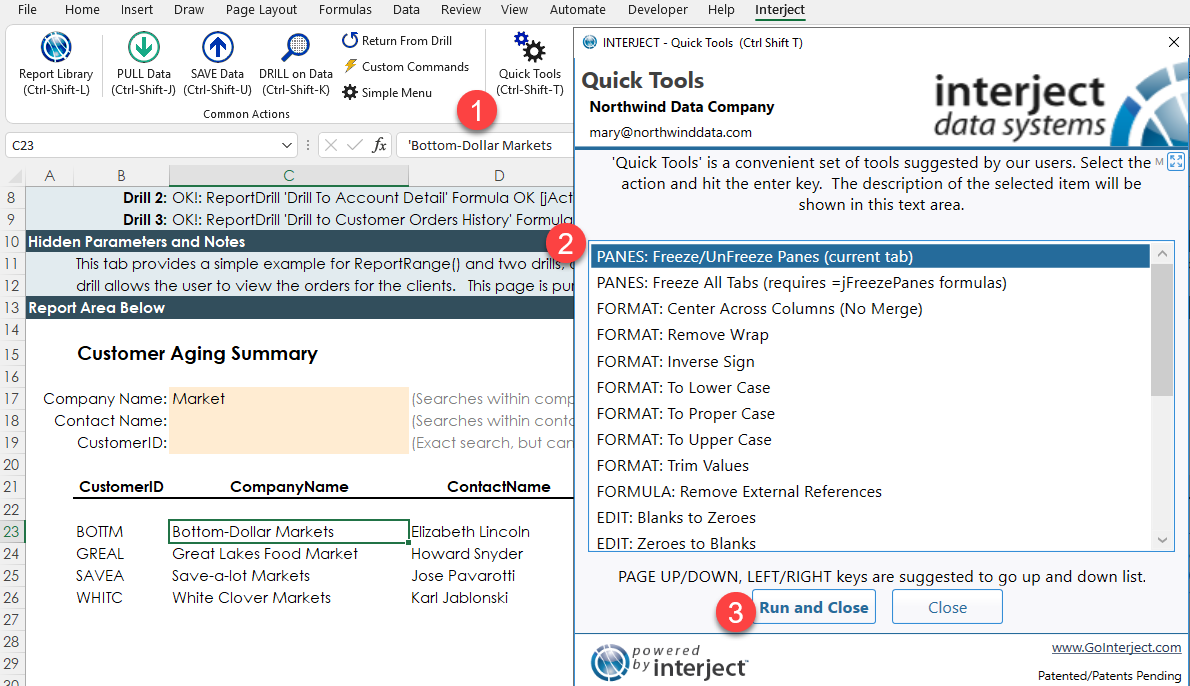 File Home Insert Draw Page Layout Formulas Data Review View Automate Developer Help Interject
Report Library
(Ctrl-Shift-L)
PULL Data
(Ctrl-Shift-J)
SAVE Data
(Ctrl-Shift-U)
DRILL on Data
(Ctrl-Shift-K)
Return From Drill
Custom Commands
Simple Menu
Common Actions
Quick Tools
(Ctrl-Shift-T)
1
C23
fx
'Bottom-Dollar Markets
A B C D
8 Drill 2: OK!: ReportDrill 'Drill To Account Detail' Formula OK [jAct
9 Drill 3: OK!: ReportDrill 'Drill to Customer Orders History' Formula
10 Hidden Parameters and Notes
11 This tab provides a simple example for ReportRange() and two drills,
12 drill allows the user to view the orders for the clients. This page is pur
13 Report Area Below
14
15 Customer Aging Summary
16
17 Company Name: Market (Searches within comp
18 Contact Name: (Searches within conta
19 CustomerID: (Exact search, but can
20
21 CustomerID CompanyName ContactName
22
23 BOTTM Bottom-Dollar Markets Elizabeth Lincoln
24 GREAL Great Lakes Food Market Howard Snyder
25 SAVEA Save-a-lot Markets Jose Pavarotti
26 WHITC White Clover Markets Karl Jablonski
27
28
29
30
INTERJECT - Quick Tools (Ctrl Shift T)
Quick Tools
Northwind Data Company
mary@northwinddata.com
interject
data systems
'Quick Tools' is a convenient set of tools suggested by our users. Select the M
action and hit the enter key. The description of the selected item will be
shown in this text area.
2
PANES: Freeze/UnFreeze Panes (current tab)
PANES: Freeze All Tabs (requires =jFreezePanes formulas)
FORMAT: Center Across Columns (No Merge)
FORMAT: Remove Wrap
FORMAT: Inverse Sign
FORMAT: To Lower Case
FORMAT: To Proper Case
FORMAT: To Upper Case
FORMAT: Trim Values
FORMULA: Remove External References
EDIT: Blanks to Zeroes
EDIT: Zeroes to Blanks
PAGE UP/DOWN, LEFT/RIGHT keys are suggested to go up and down list.
3
Run and Close Close
powered
by interject
www.GoInterject.com
Patented/Patents Pending